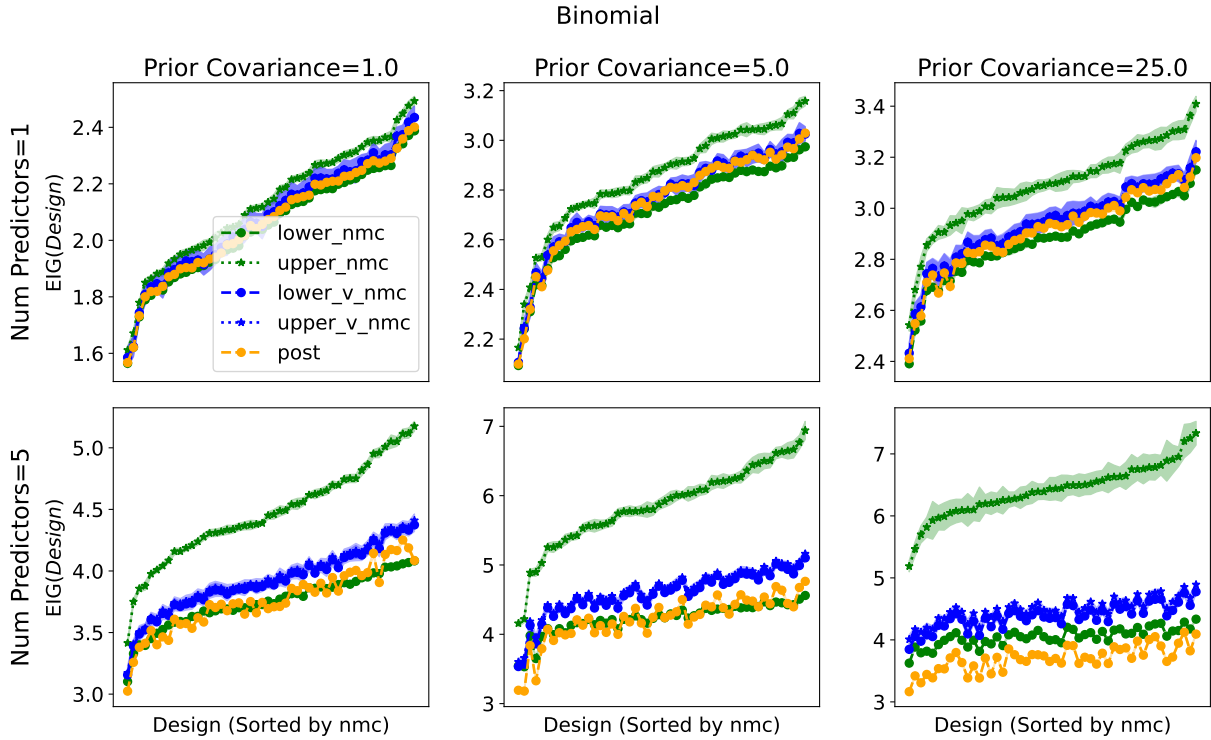 Binomial
Prior Covariance=1.0
Prior Covariance=5.0
Prior Covariance=25.0
Num Predictors=1
EIG(Design)
2.4
2.2
2.0
1.8
1.6
lower_nmc
upper_nmc
lower_v_nmc
upper_v_nmc
post
3.2
3.0
2.8
2.6
2.4
2.2
3.4
3.2
3.0
2.8
2.6
2.4
Num Predictors=5
EIG(Design)
5.0
4.5
4.0
3.5
3.0
7
6
5
4
3
7
6
5
4
3
Design (Sorted by nmc)
Design (Sorted by nmc)
Design (Sorted by nmc)